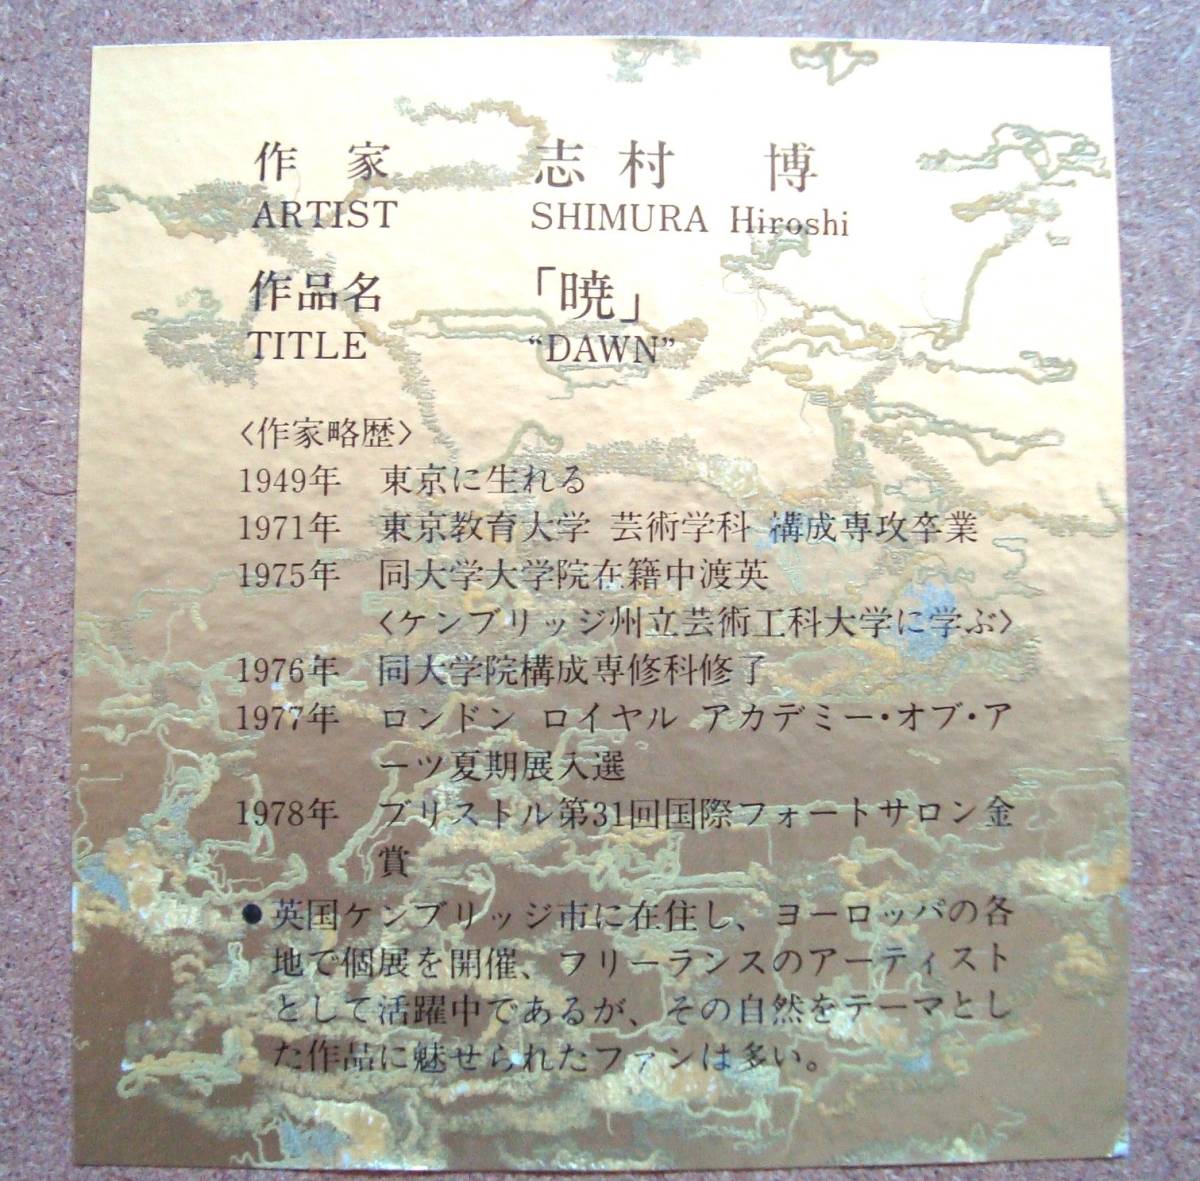 作家 志村 博
ARTIST SHIMURA Hiroshi
作品名 「暁」
TITLE “DAWN”
〈作家略歴〉
1949年 東京に生れる
1971年 東京教育大学 芸術学科 構成専攻卒業
1975年 同大学大学院在籍中渡英
〈ケンブリッジ州立芸術工科大学に学ぶ〉
1976年 同大学院構成専修科修了
1977年 ロンドン ロイヤル アカデミー・オブ・ア
ーツ夏期展入選
1978年 ブリストル第31回国際フォートサロン金
賞
●英国ケンブリッジ市に在住し、ヨーロッパの各
地で個展を開催、フリーランスのアーティスト
として活躍中であるが、その自然をテーマとし
た作品に魅せられたファンは多い。